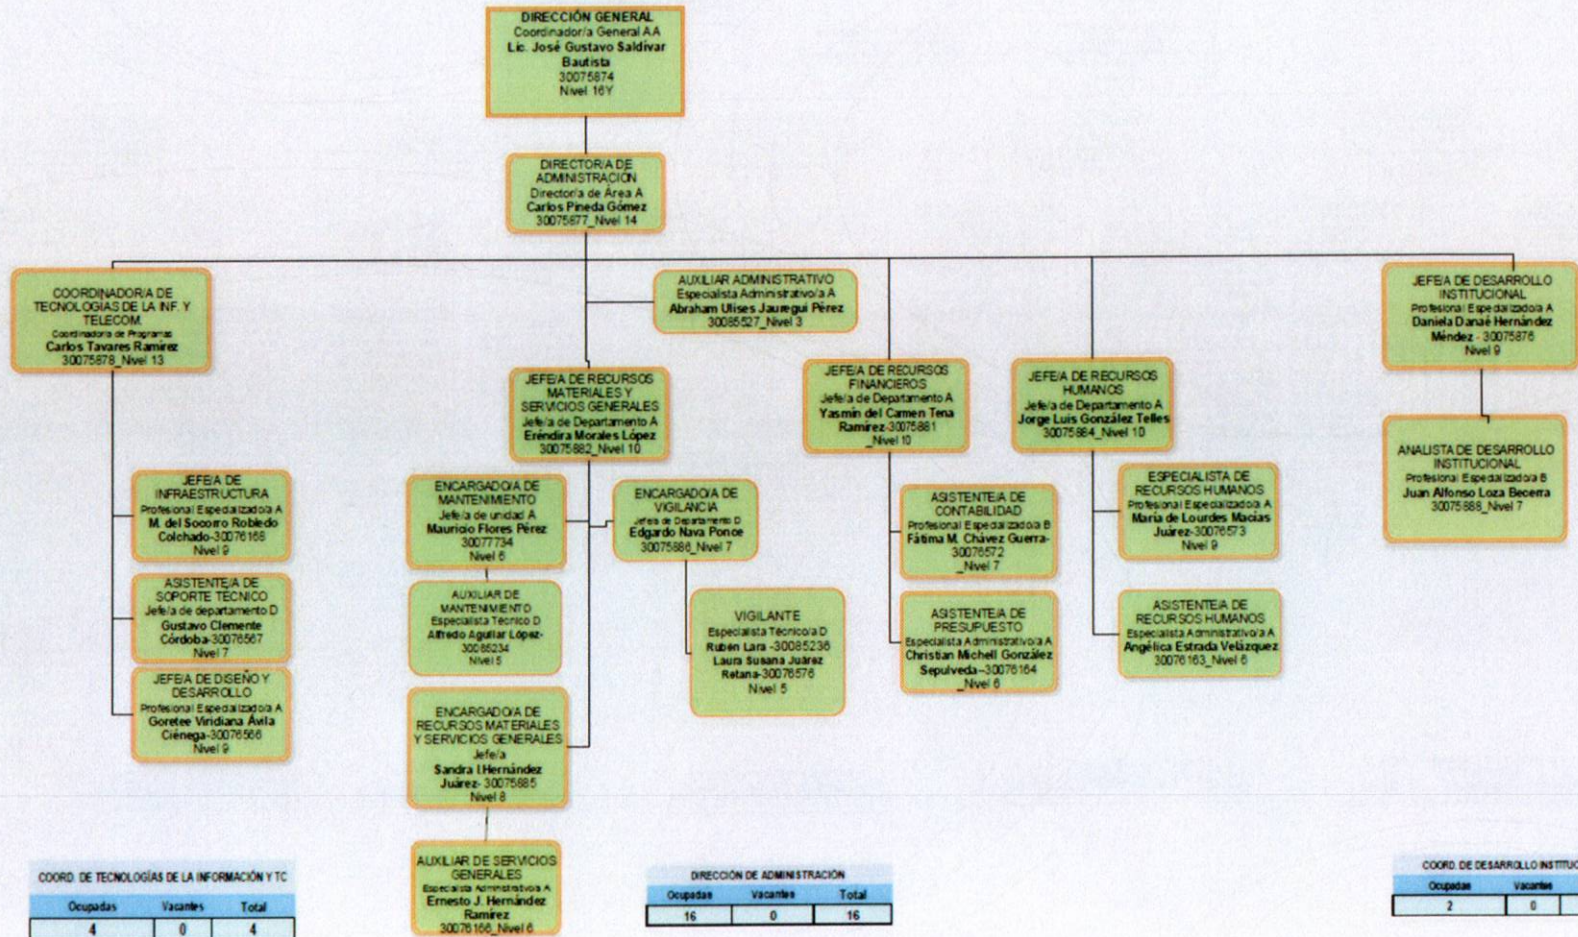 DIRECCIÓN GENERAL
Coordinador/a General AA
Lic. José Gustavo Saldívar
Bautista
30075874
Nivel 16Y
DIRECTOR/A DE
ADMINISTRACIÓN
Director/a de Área A
Carlos Pineda Gómez
30075877_Nivel 14
COORDINADOR/A DE
TECNOLOGÍAS DE LA INF. Y
TELECOM.
Coordinador/a de Programas
Carlos Tavares Ramírez
30075878_Nivel 13
AUXILIAR ADMINISTRATIVO
Especialista Administrativo/a A
Abraham Ulises Jauregui Pérez
30085527_Nivel 3
JEFE/A DE DESARROLLO
INSTITUCIONAL
Profesional Especializado/a A
Daniela Danaé Hernández
Méndez - 30075876
Nivel 9
JEFE/A DE RECURSOS
MATERIALES Y
SERVICIOS GENERALES
Jefe/a de Departamento A
Eréndira Morales López
30075882_Nivel 10
JEFE/A DE RECURSOS
FINANCIEROS
Jefe/a de Departamento A
Yasmín del Carmen Tena
Ramírez-30075881
_Nivel 10
JEFE/A DE RECURSOS
HUMANOS
Jefe/a de Departamento A
Jorge Luis González Telles
30075884_Nivel 10
ANALISTA DE DESARROLLO
INSTITUCIONAL
Profesional Especializado/a B
Juan Alfonso Loza Becerra
30075888_Nivel 7
JEFE/A DE
INFRAESTRUCTURA
Profesional Especializado/a A
M. del Socorro Robledo
Colchado-30076168
Nivel 9
ASISTENTE/A DE
SOPORTE TÉCNICO
Jefe/a de departamento D
Gustavo Clemente
Córdoba-30076567
Nivel 7
JEFE/A DE DISEÑO Y
DESARROLLO
Profesional Especializado/a A
Goretee Viridiana Ávila
Ciénega-30076566
Nivel 9
ENCARGADO/A DE
MANTENIMIENTO
Jefe/a de unidad A
Mauricio Flores Pérez
30077734
Nivel 6
AUXILIAR DE
MANTENIMIENTO
Especialista Técnico D
Alfredo Aguilar López-
30085234
Nivel 5
ENCARGADO/A DE
RECURSOS MATERIALES
Y SERVICIOS GENERALES
Jefe/a
Sandra I.Hernández
Juárez- 30075885
Nivel 8
AUXILIAR DE SERVICIOS
GENERALES
Especialista Administrativo/a A
Ernesto J. Hernández
Ramírez
30076166_Nivel 6
ENCARGADO/A DE
VIGILANCIA
Jefe/a de Departamento D
Edgardo Nava Ponce
30075886_Nivel 7
VIGILANTE
Especialista Técnico/a D
Rubén Lara -30085236
Laura Susana Juárez
Retana-30076576
Nivel 5
ASISTENTE/A DE
CONTABILIDAD
Profesional Especializado/a B
Fátima M. Chávez Guerra-
30076572
_Nivel 7
ASISTENTE/A DE
PRESUPUESTO
Especialista Administrativo/a A
Christian Michell González
Sepulveda--30076164
_Nivel 6
ESPECIALISTA DE
RECURSOS HUMANOS
Profesional Especializado/a A
María de Lourdes Macías
Juárez-30076573
Nivel 9
ASISTENTE/A DE
RECURSOS HUMANOS
Especialista Administrativo/a A
Angélica Estrada Velázquez
30076163_Nivel 6
COORD. DE TECNOLOGÍAS DE LA INFORMACIÓN Y TC
Ocupadas Vacantes Total
4 0 4
DIRECCIÓN DE ADMINISTRACIÓN
Ocupadas Vacantes Total
16 0 16
COORD. DE DESARROLLO
Ocupadas Vacantes
2 0